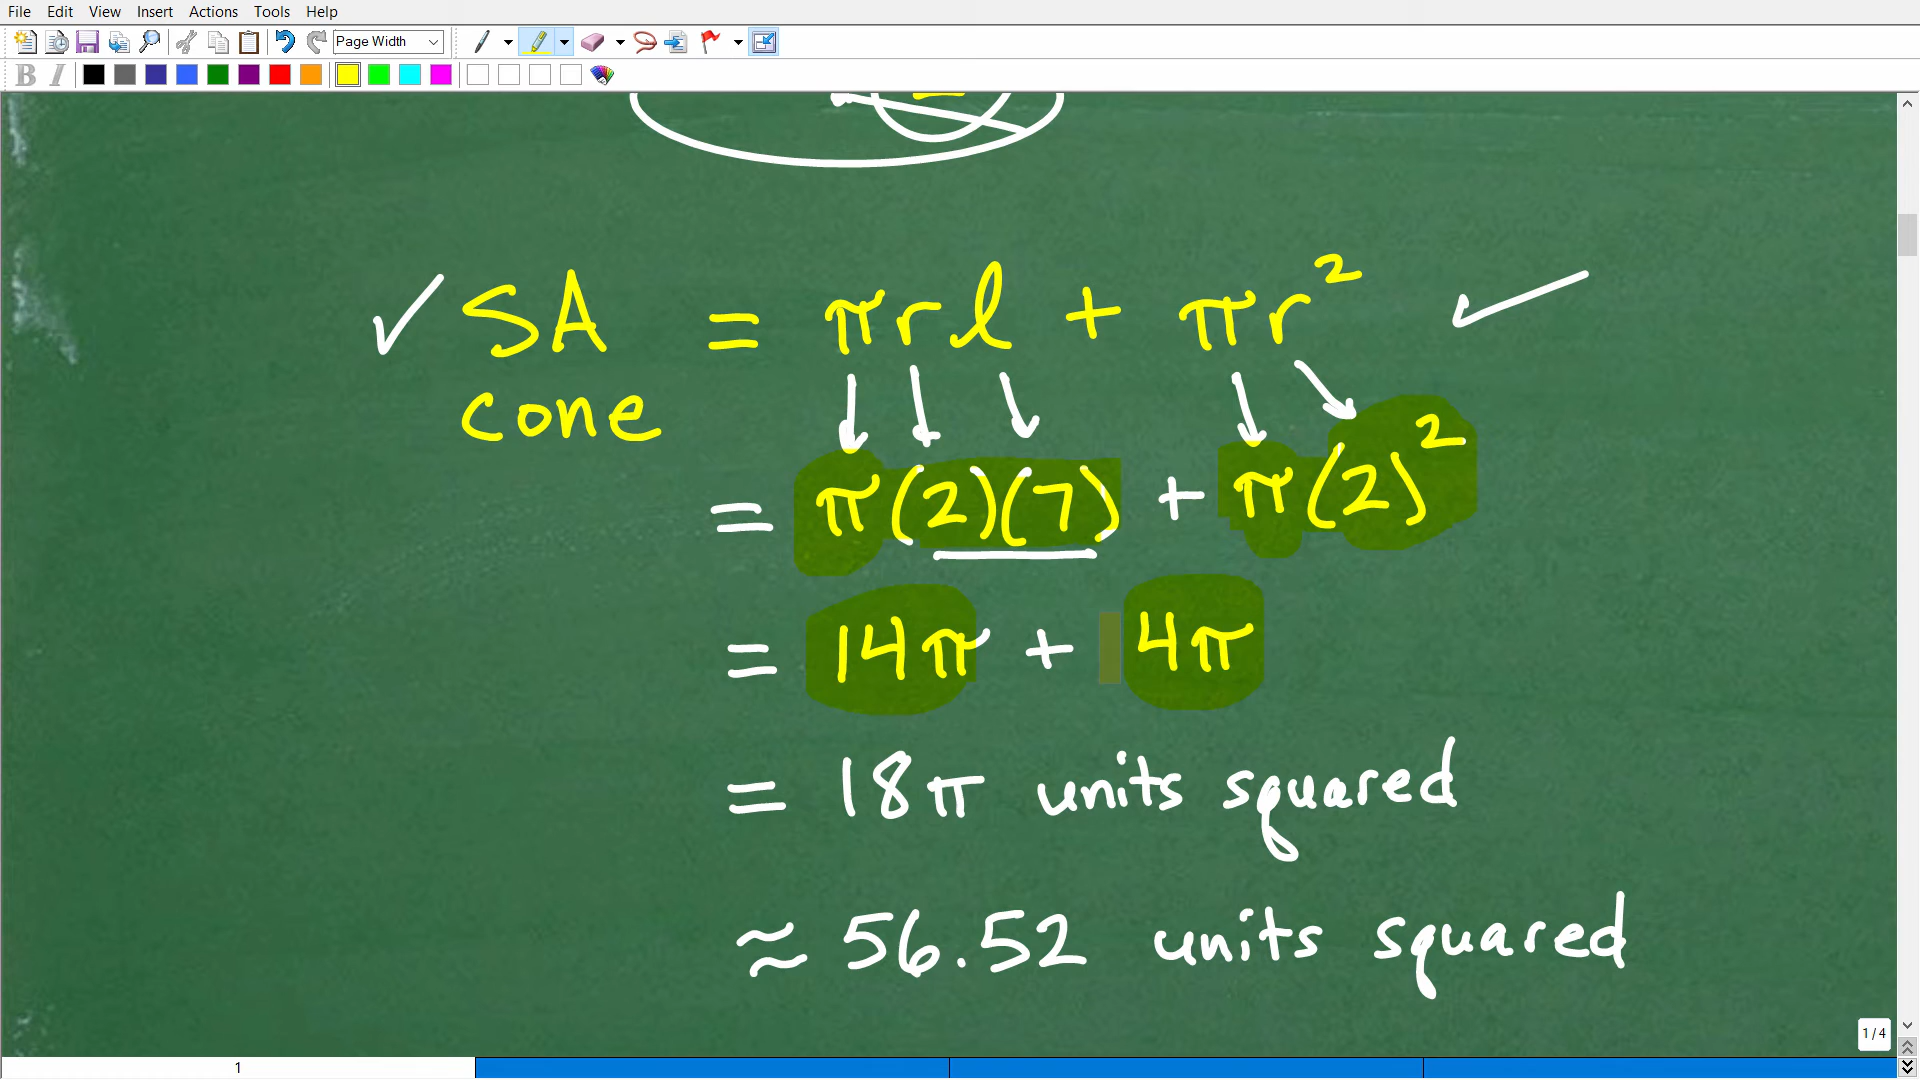 File Edit View Insert Actions Tools Help
Page Width
B I
✓ SA = πrl + πr² ✓
cone
= π(2)(7) + π(2)²
= 14π + 4π
= 18π units squared
≈ 56.52 units squared
1 / 4
1